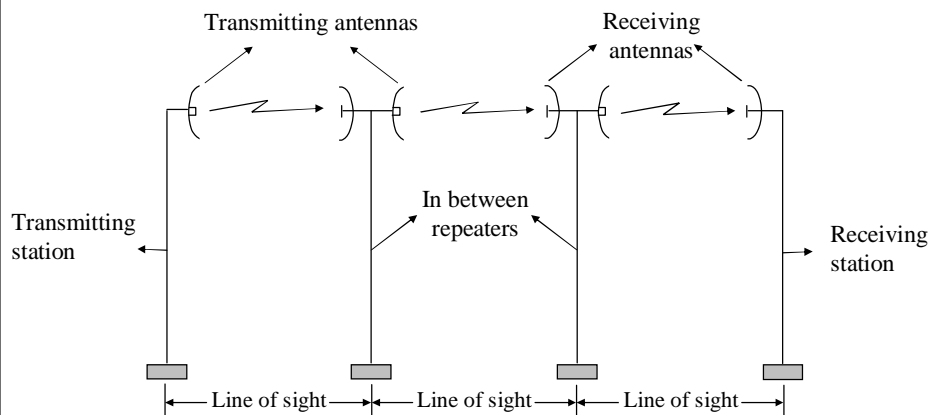 Transmitting antennas
Receiving
antennas
In between
repeaters
Transmitting
station
Receiving
station
Line of sight
Line of sight
Line of sight